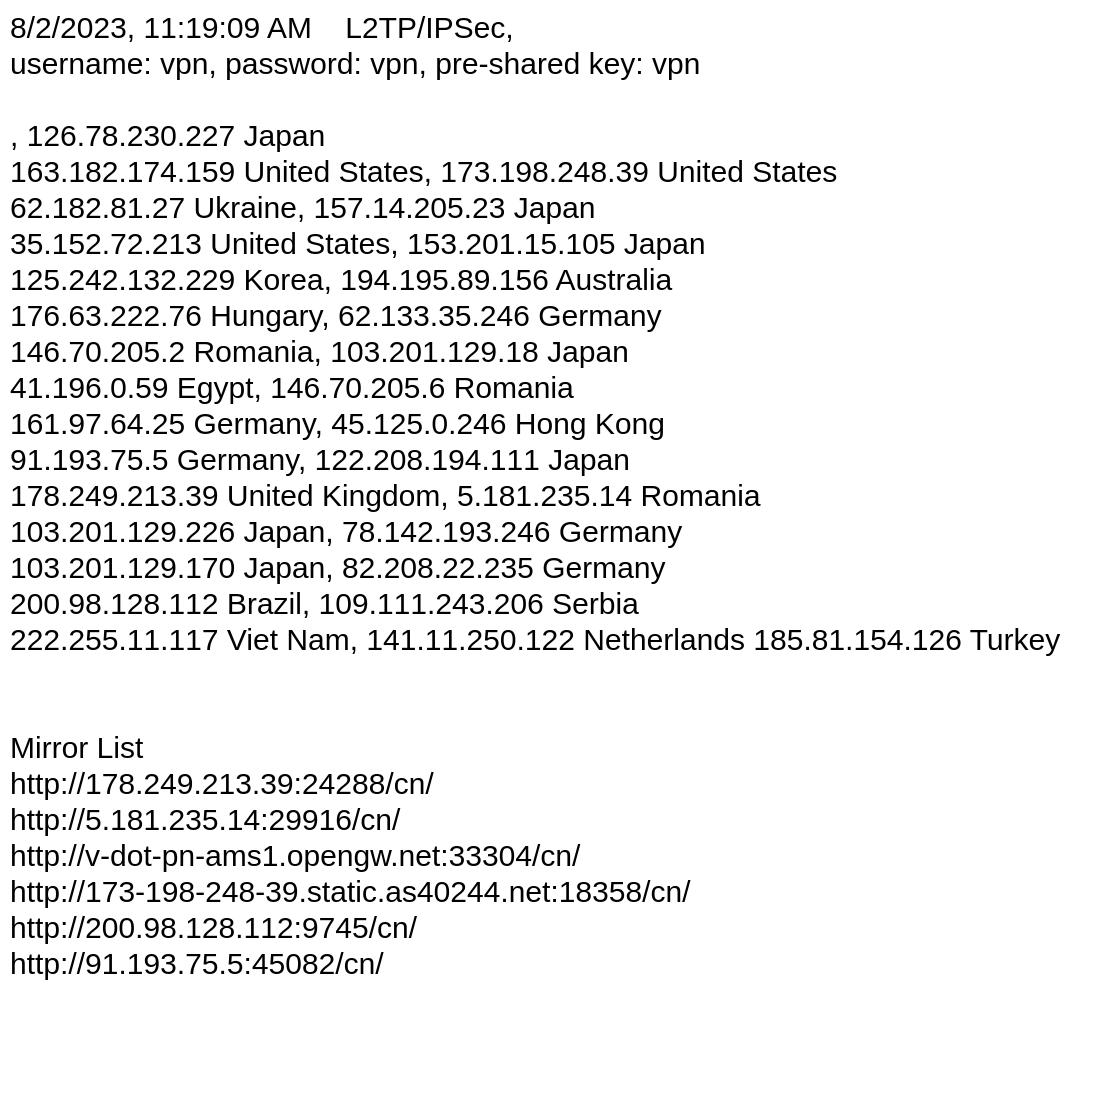 8/2/2023, 11:19:09 AM    L2TP/IPSec,
username: vpn, password: vpn, pre-shared key: vpn
, 126.78.230.227 Japan
163.182.174.159 United States, 173.198.248.39 United States
62.182.81.27 Ukraine, 157.14.205.23 Japan
35.152.72.213 United States, 153.201.15.105 Japan
125.242.132.229 Korea, 194.195.89.156 Australia
176.63.222.76 Hungary, 62.133.35.246 Germany
146.70.205.2 Romania, 103.201.129.18 Japan
41.196.0.59 Egypt, 146.70.205.6 Romania
161.97.64.25 Germany, 45.125.0.246 Hong Kong
91.193.75.5 Germany, 122.208.194.111 Japan
178.249.213.39 United Kingdom, 5.181.235.14 Romania
103.201.129.226 Japan, 78.142.193.246 Germany
103.201.129.170 Japan, 82.208.22.235 Germany
200.98.128.112 Brazil, 109.111.243.206 Serbia
222.255.11.117 Viet Nam, 141.11.250.122 Netherlands 185.81.154.126 Turkey
Mirror List
http://178.249.213.39:24288/cn/
http://5.181.235.14:29916/cn/
http://v-dot-pn-ams1.opengw.net:33304/cn/
http://173-198-248-39.static.as40244.net:18358/cn/
http://200.98.128.112:9745/cn/
http://91.193.75.5:45082/cn/